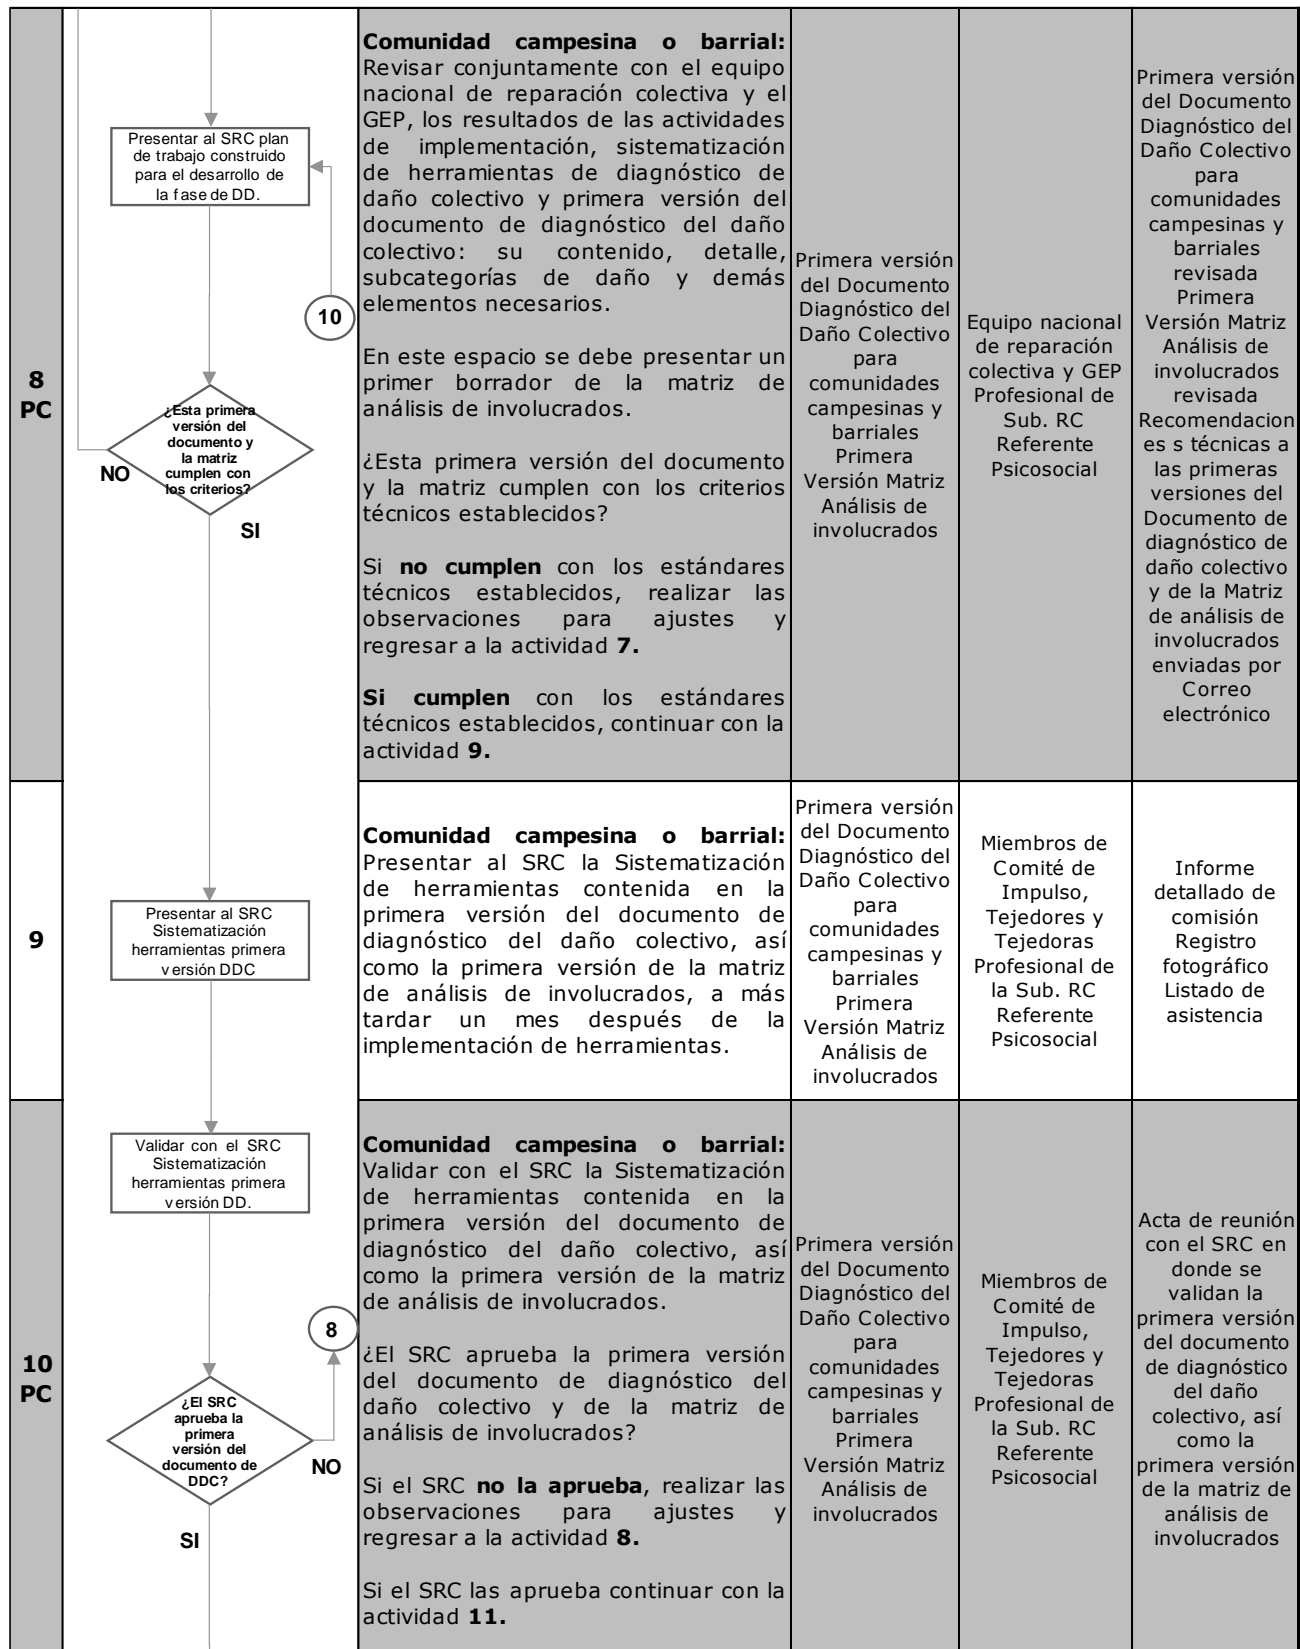 8
PC
Presentar al SRC plan
de trabajo construido
para el desarrollo de
la fase de DD.
10
¿Esta primera
versión del
documento y
la matriz
cumplen con
los criterios?
NO
SI
Comunidad campesina o barrial:
Revisar conjuntamente con el equipo
nacional de reparación colectiva y el
GEP, los resultados de las actividades
de implementación, sistematización
de herramientas de diagnóstico de
daño colectivo y primera versión del
documento de diagnóstico del daño
colectivo: su contenido, detalle,
subcategorías de daño y demás
elementos necesarios.
En este espacio se debe presentar un
primer borrador de la matriz de
análisis de involucrados.
¿Esta primera versión del documento
y la matriz cumplen con los criterios
técnicos establecidos?
Si no cumplen con los estándares
técnicos establecidos, realizar las
observaciones para ajustes y
regresar a la actividad 7.
Si cumplen con los estándares
técnicos establecidos, continuar con la
actividad 9.
Primera versión
del Documento
Diagnóstico del
Daño Colectivo
para
comunidades
campesinas y
barriales
Primera
Versión Matriz
Análisis de
involucrados
Equipo nacional
de reparación
colectiva y GEP
Profesional de
Sub. RC
Referente
Psicosocial
Primera versión
del Documento
Diagnóstico del
Daño Colectivo
para
comunidades
campesinas y
barriales
revisada
Primera
Versión Matriz
Análisis de
involucrados
revisada
Recomendacion
es s técnicas a
las primeras
versiones del
Documento de
diagnóstico de
daño colectivo
y de la Matriz
de análisis de
involucrados
enviadas por
Correo
electrónico
9
Presentar al SRC
Sistematización
herramientas primera
versión DDC
Comunidad campesina o barrial:
Presentar al SRC la Sistematización
de herramientas contenida en la
primera versión del documento de
diagnóstico del daño colectivo, así
como la primera versión de la matriz
de análisis de involucrados, a más
tardar un mes después de la
implementación de herramientas.
Primera versión
del Documento
Diagnóstico del
Daño Colectivo
para
comunidades
campesinas y
barriales
Primera
Versión Matriz
Análisis de
involucrados
Miembros de
Comité de
Impulso,
Tejedores y
Tejedoras
Profesional de
la Sub. RC
Referente
Psicosocial
Informe
detallado de
comisión
Registro
fotográfico
Listado de
asistencia
10
PC
Validar con el SRC
Sistematización
herramientas primera
versión DD.
8
¿El SRC
aprueba la
primera
versión del
documento de
DDC?
NO
SI
Comunidad campesina o barrial:
Validar con el SRC la Sistematización
de herramientas contenida en la
primera versión del documento de
diagnóstico del daño colectivo, así
como la primera versión de la matriz
de análisis de involucrados.
¿El SRC aprueba la primera versión
del documento de diagnóstico del
daño colectivo y de la matriz de
análisis de involucrados?
Si el SRC no la aprueba, realizar las
observaciones para ajustes y
regresar a la actividad 8.
Si el SRC las aprueba continuar con la
actividad 11.
Primera versión
del Documento
Diagnóstico del
Daño Colectivo
para
comunidades
campesinas y
barriales
Primera
Versión Matriz
Análisis de
involucrados
Miembros de
Comité de
Impulso,
Tejedores y
Tejedoras
Profesional de
la Sub. RC
Referente
Psicosocial
Acta de reunión
con el SRC en
donde se
validan la
primera versión
del documento
de diagnóstico
del daño
colectivo, así
como la
primera versión
de la matriz de
análisis de
involucrados